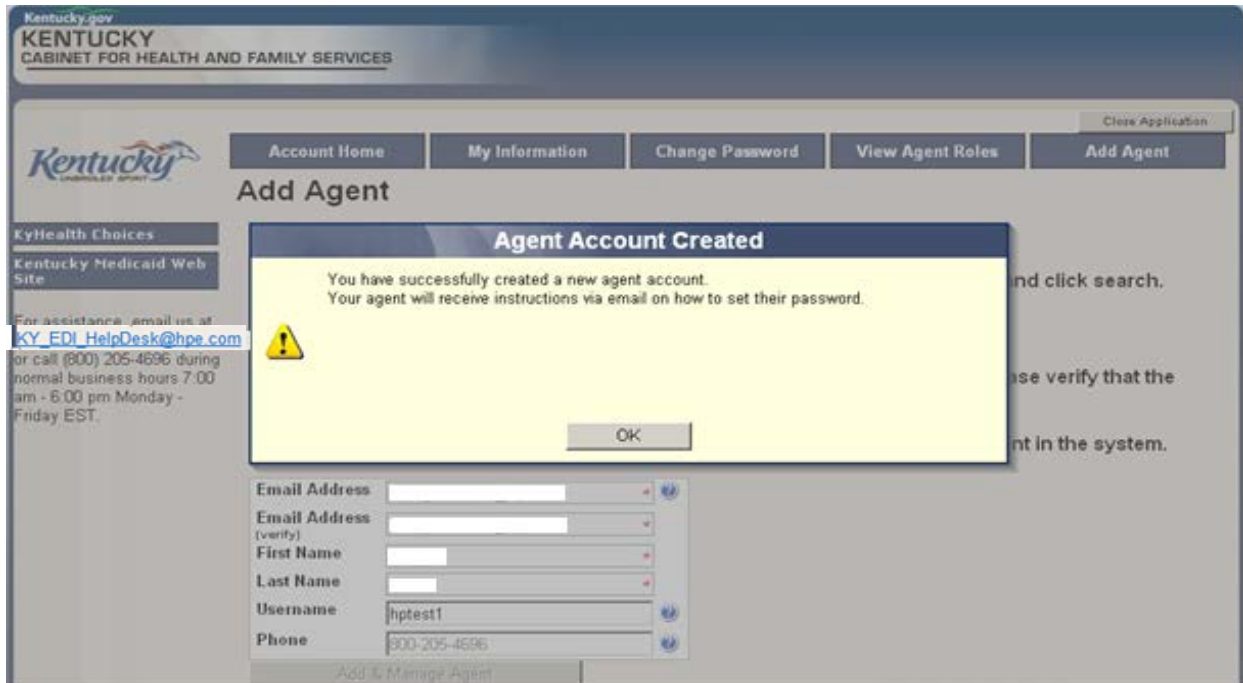 Kentucky.gov
KENTUCKY
CABINET FOR HEALTH AND FAMILY SERVICES
Close Application
Kentucky
UNBRIDLED SPIRIT
Account Home
My Information
Change Password
View Agent Roles
Add Agent
Add Agent
KyHealth Choices
Kentucky Medicaid Web
Site
For assistance, email us at
KY_EDI_HelpDesk@hpe.com
or call (800) 205-4696 during
normal business hours 7:00
am - 6:00 pm Monday -
Friday EST.
Agent Account Created
You have successfully created a new agent account.
Your agent will receive instructions via email on how to set their password.
OK
and click search.
verify that the
in the system.
Email Address *
Email Address *
(verify)
First Name *
Last Name *
Username hptest1
Phone 800-205-4696
Add & Manage Agent